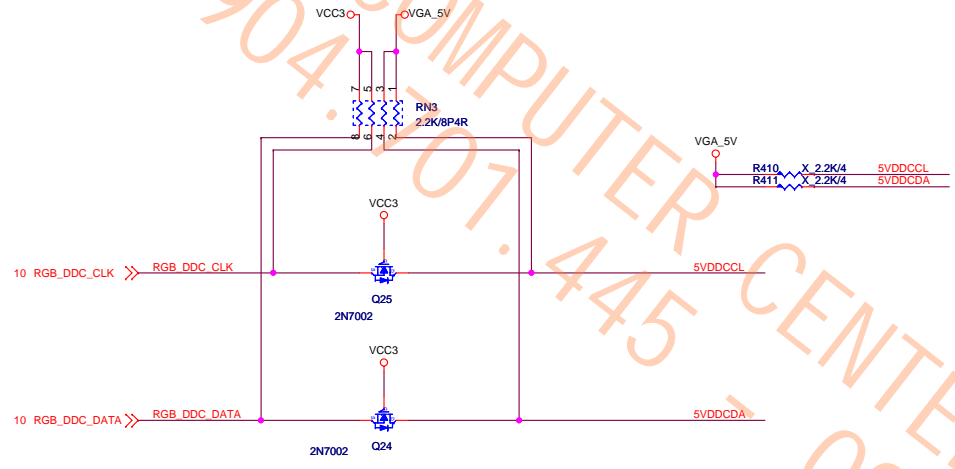 VCC3
VGA_5V
7 5 3 1
RN3
2.2K/8P4R
8 6 4 2
VGA_5V
R410 X_2.2K/4 5VDDCCL
R411 X_2.2K/4 5VDDCDA
VCC3
10 RGB_DDC_CLK RGB_DDC_CLK 5VDDCCL
Q25
2N7002
VCC3
10 RGB_DDC_DATA RGB_DDC_DATA 5VDDCDA
2N7002 Q24
COMPUTER CENTE
904.701.445